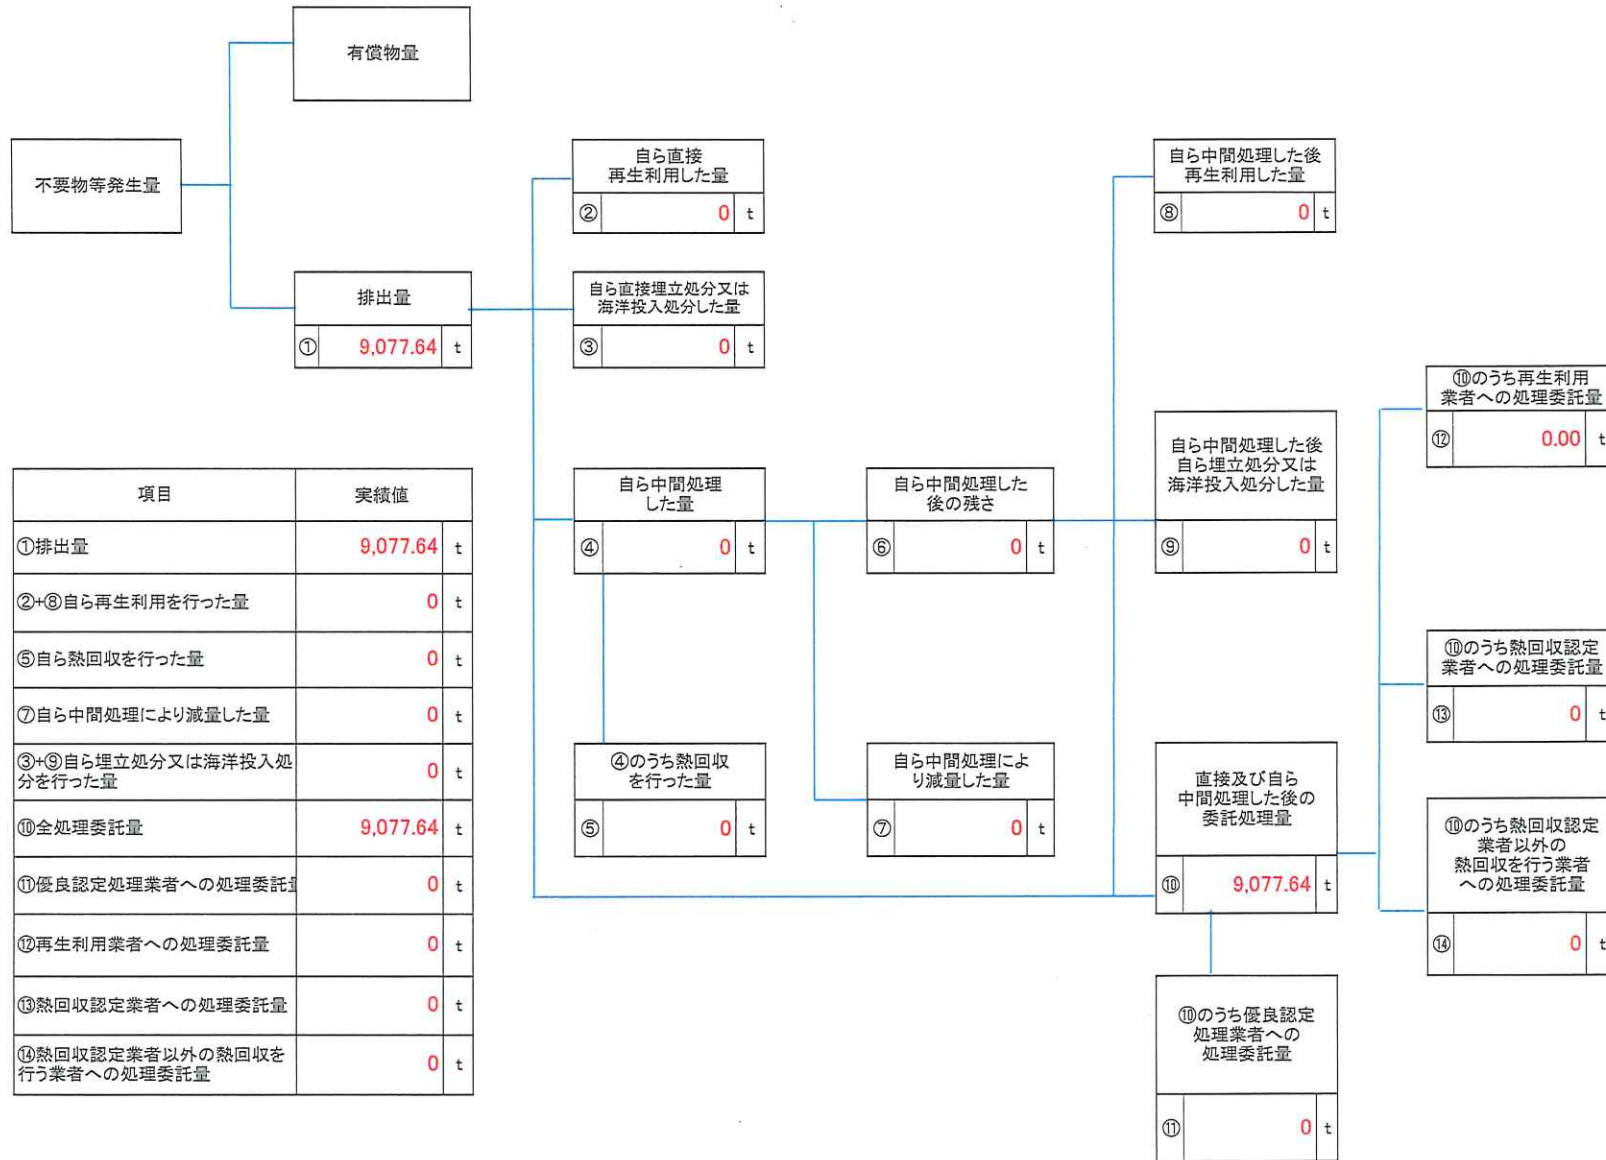 有償物量
不要物等発生量
排出量
① 9,077.64 t
自ら直接
再生利用した量
② 0 t
自ら直接埋立処分又は
海洋投入処分した量
③ 0 t
自ら中間処理
した量
④ 0 t
④のうち熱回収
を行った量
⑤ 0 t
自ら中間処理した
後の残さ
⑥ 0 t
自ら中間処理によ
り減量した量
⑦ 0 t
自ら中間処理した後
再生利用した量
⑧ 0 t
自ら中間処理した後
自ら埋立処分又は
海洋投入処分した量
⑨ 0 t
直接及び自ら
中間処理した後の
委託処理量
⑩ 9,077.64 t
⑩のうち優良認定
処理業者への
処理委託量
⑪ 0 t
⑩のうち再生利用
業者への処理委託量
⑫ 0.00 t
⑩のうち熱回収認定
業者への処理委託量
⑬ 0 t
⑩のうち熱回収認定
業者以外の
熱回収を行う業者
への処理委託量
⑭ 0 t
項目 実績値
①排出量 9,077.64 t
②+⑧自ら再生利用を行った量 0 t
⑤自ら熱回収を行った量 0 t
⑦自ら中間処理により減量した量 0 t
③+⑨自ら埋立処分又は海洋投入処
分を行った量 0 t
⑩全処理委託量 9,077.64 t
⑪優良認定処理業者への処理委託量 0 t
⑫再生利用業者への処理委託量 0 t
⑬熱回収認定業者への処理委託量 0 t
⑭熱回収認定業者以外の熱回収を
行う業者への処理委託量 0 t